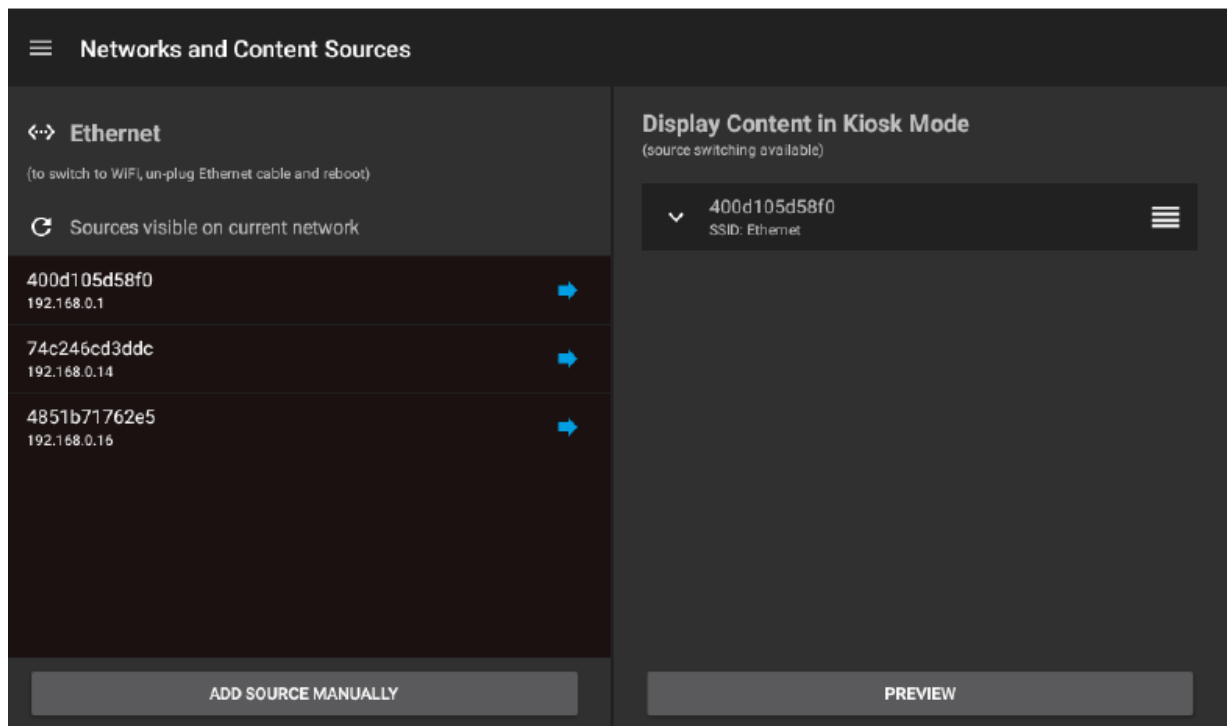 Networks and Content Sources
Ethernet
(to switch to WiFi, un-plug Ethernet cable and reboot)
Sources visible on current network
400d105d58f0
192.168.0.1
74c246cd3ddc
192.168.0.14
4851b71762e5
192.168.0.16
ADD SOURCE MANUALLY
Display Content in Kiosk Mode
(source switching available)
400d105d58f0
SSID: Ethernet
PREVIEW